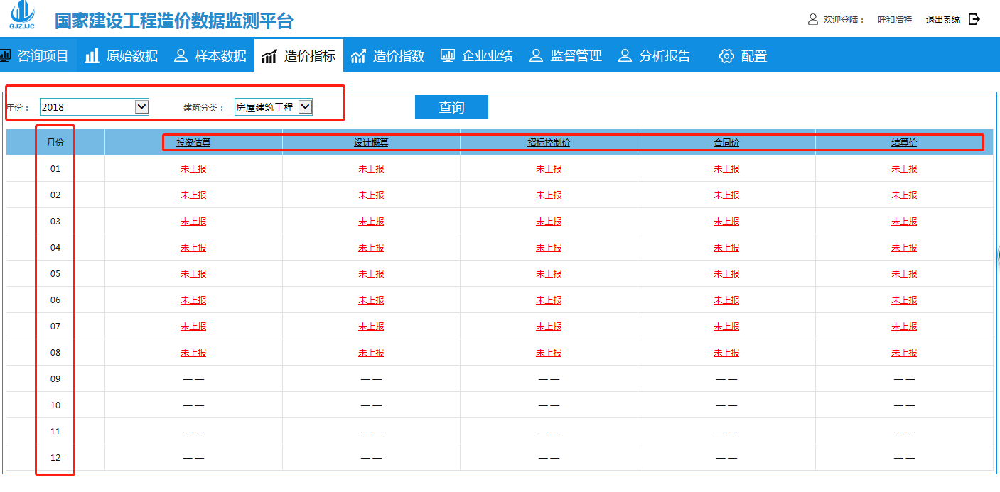 GJZJJC
国家建设工程造价数据监测平台
欢迎登陆： 呼和浩特 退出系统
咨询项目 原始数据 样本数据 造价指标 造价指数 企业业绩 监督管理 分析报告 配置
年份： 2018 建筑分类： 房屋建筑工程 查询
月份 投资估算 设计概算 招标控制价 合同价 结算价
01 未上报 未上报 未上报 未上报 未上报
02 未上报 未上报 未上报 未上报 未上报
03 未上报 未上报 未上报 未上报 未上报
04 未上报 未上报 未上报 未上报 未上报
05 未上报 未上报 未上报 未上报 未上报
06 未上报 未上报 未上报 未上报 未上报
07 未上报 未上报 未上报 未上报 未上报
08 未上报 未上报 未上报 未上报 未上报
09 —— —— —— —— ——
10 —— —— —— —— ——
11 —— —— —— —— ——
12 —— —— —— —— ——